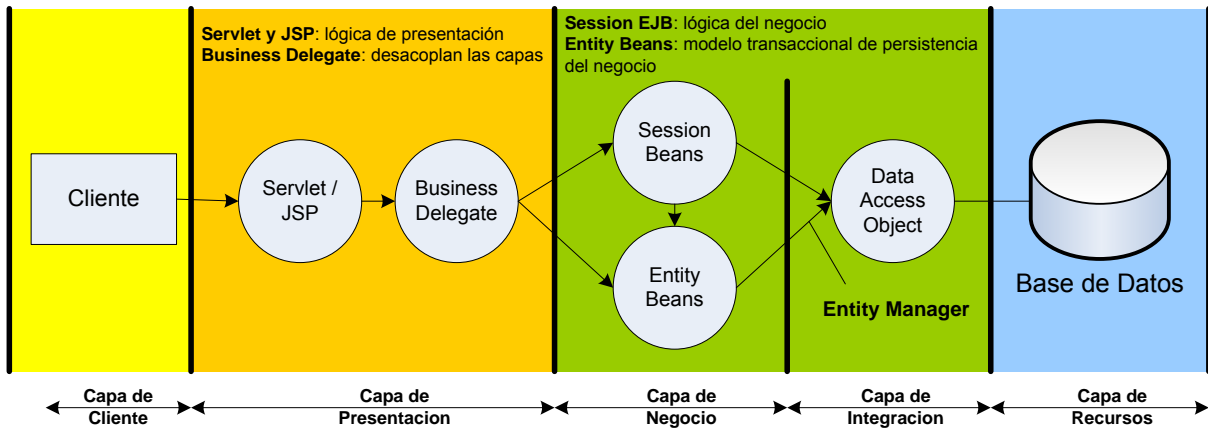 Servlet y JSP: lógica de presentación
Business Delegate: desacoplan las capas
Session EJB: lógica del negocio
Entity Beans: modelo transaccional de persistencia
del negocio
Cliente
Servlet /
JSP
Business
Delegate
Session
Beans
Entity
Beans
Data
Access
Object
Entity Manager
Base de Datos
Capa de
Cliente
Capa de
Presentacion
Capa de
Negocio
Capa de
Integracion
Capa de
Recursos